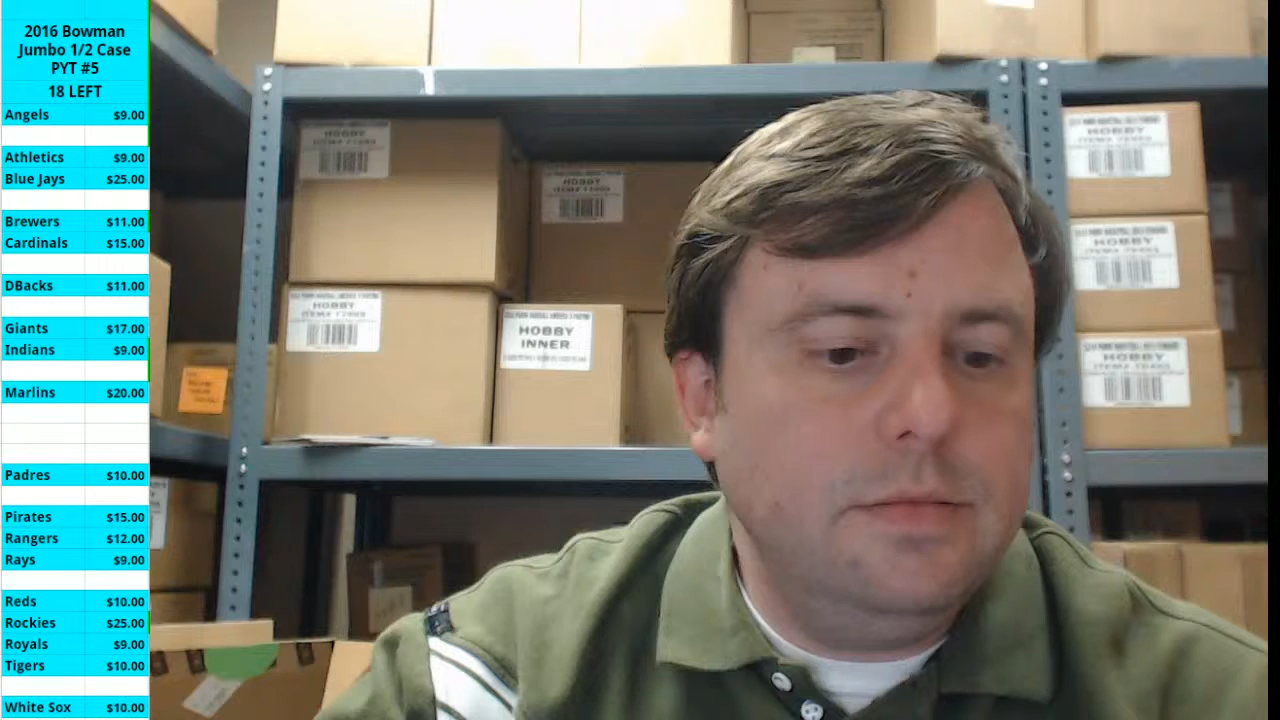 2016 Bowman
Jumbo 1/2 Case
PYT #5
18 LEFT
Angels $9.00
Athletics $9.00
Blue Jays $25.00
Brewers $11.00
Cardinals $15.00
DBacks $11.00
Giants $17.00
Indians $9.00
Marlins $20.00
Padres $10.00
Pirates $15.00
Rangers $12.00
Rays $9.00
Reds $10.00
Rockies $25.00
Royals $9.00
Tigers $10.00
White Sox $10.00
HOBBY
HOBBY
HOBBY
HOBBY
INNER
HOBBY
HOBBY
HOBBY